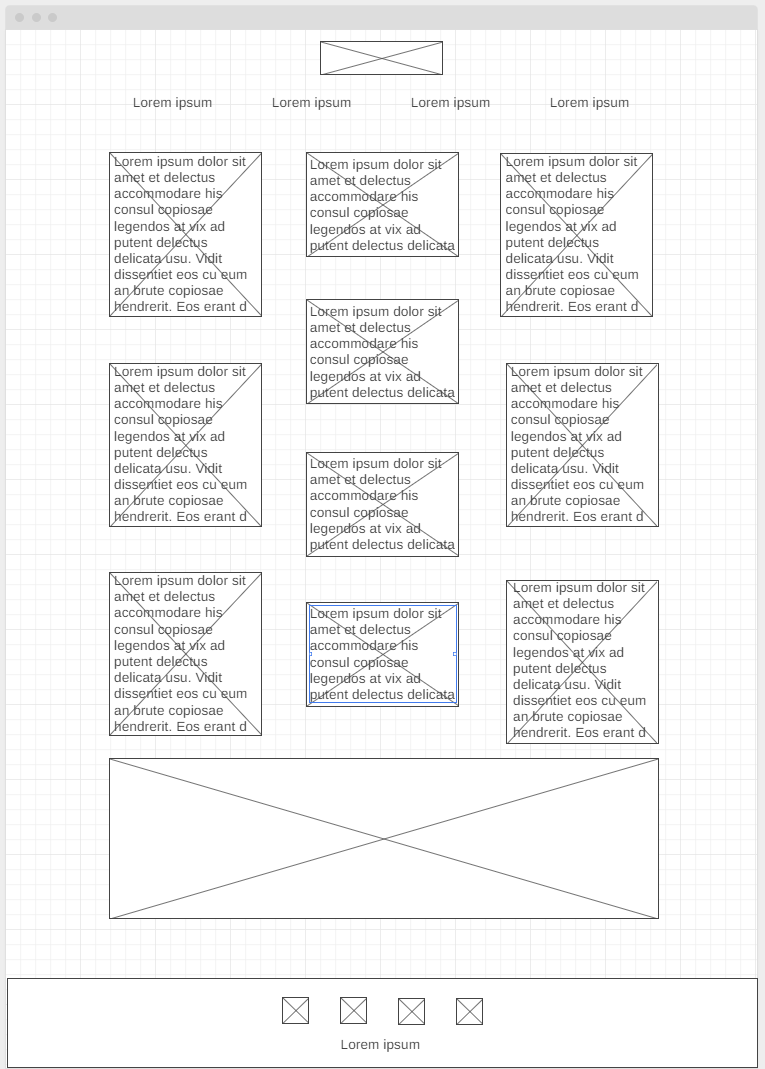 Lorem ipsum
Lorem ipsum
Lorem ipsum
Lorem ipsum
Lorem ipsum dolor sit
amet et delectus
accommodare his
consul copiosae
legendos at vix ad
putent delectus
delicata usu. Vidit
dissentiet eos cu eum
an brute copiosae
hendrerit. Eos erant d
Lorem ipsum dolor sit
amet et delectus
accommodare his
consul copiosae
legendos at vix ad
putent delectus delicata
Lorem ipsum dolor sit
amet et delectus
accommodare his
consul copiosae
legendos at vix ad
putent delectus
delicata usu. Vidit
dissentiet eos cu eum
an brute copiosae
hendrerit. Eos erant d
Lorem ipsum dolor sit
amet et delectus
accommodare his
consul copiosae
legendos at vix ad
putent delectus delicata
Lorem ipsum dolor sit
amet et delectus
accommodare his
consul copiosae
legendos at vix ad
putent delectus
delicata usu. Vidit
dissentiet eos cu eum
an brute copiosae
hendrerit. Eos erant d
Lorem ipsum dolor sit
amet et delectus
accommodare his
consul copiosae
legendos at vix ad
putent delectus
delicata usu. Vidit
dissentiet eos cu eum
an brute copiosae
hendrerit. Eos erant d
Lorem ipsum dolor sit
amet et delectus
accommodare his
consul copiosae
legendos at vix ad
putent delectus delicata
Lorem ipsum dolor sit
amet et delectus
accommodare his
consul copiosae
legendos at vix ad
putent delectus
delicata usu. Vidit
dissentiet eos cu eum
an brute copiosae
hendrerit. Eos erant d
Lorem ipsum dolor sit
amet et delectus
accommodare his
consul copiosae
legendos at vix ad
putent delectus delicata
Lorem ipsum dolor sit
amet et delectus
accommodare his
consul copiosae
legendos at vix ad
putent delectus
delicata usu. Vidit
dissentiet eos cu eum
an brute copiosae
hendrerit. Eos erant d
Lorem ipsum